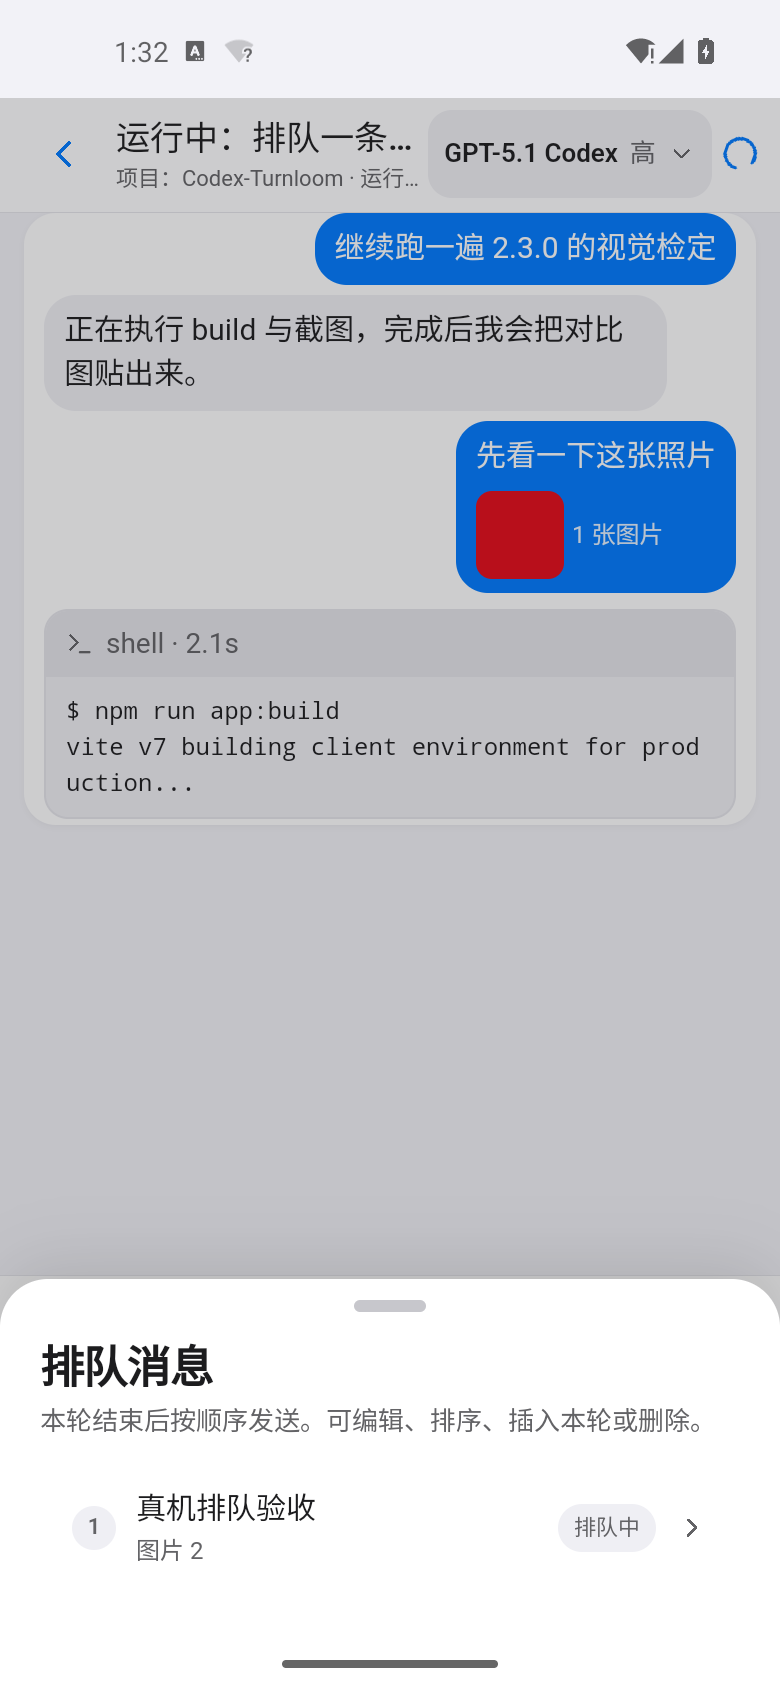 1:32
A
?
!
运行中：排队一条...
GPT-5.1 Codex 高
项目：Codex-Turnloom · 运行...
继续跑一遍 2.3.0 的视觉检定
正在执行 build 与截图，完成后我会把对比
图贴出来。
先看一下这张照片
1 张图片
>_ shell · 2.1s
$ npm run app:build
vite v7 building client environment for prod
uction...
排队消息
本轮结束后按顺序发送。可编辑、排序、插入本轮或删除。
1
真机排队验收
图片 2
排队中